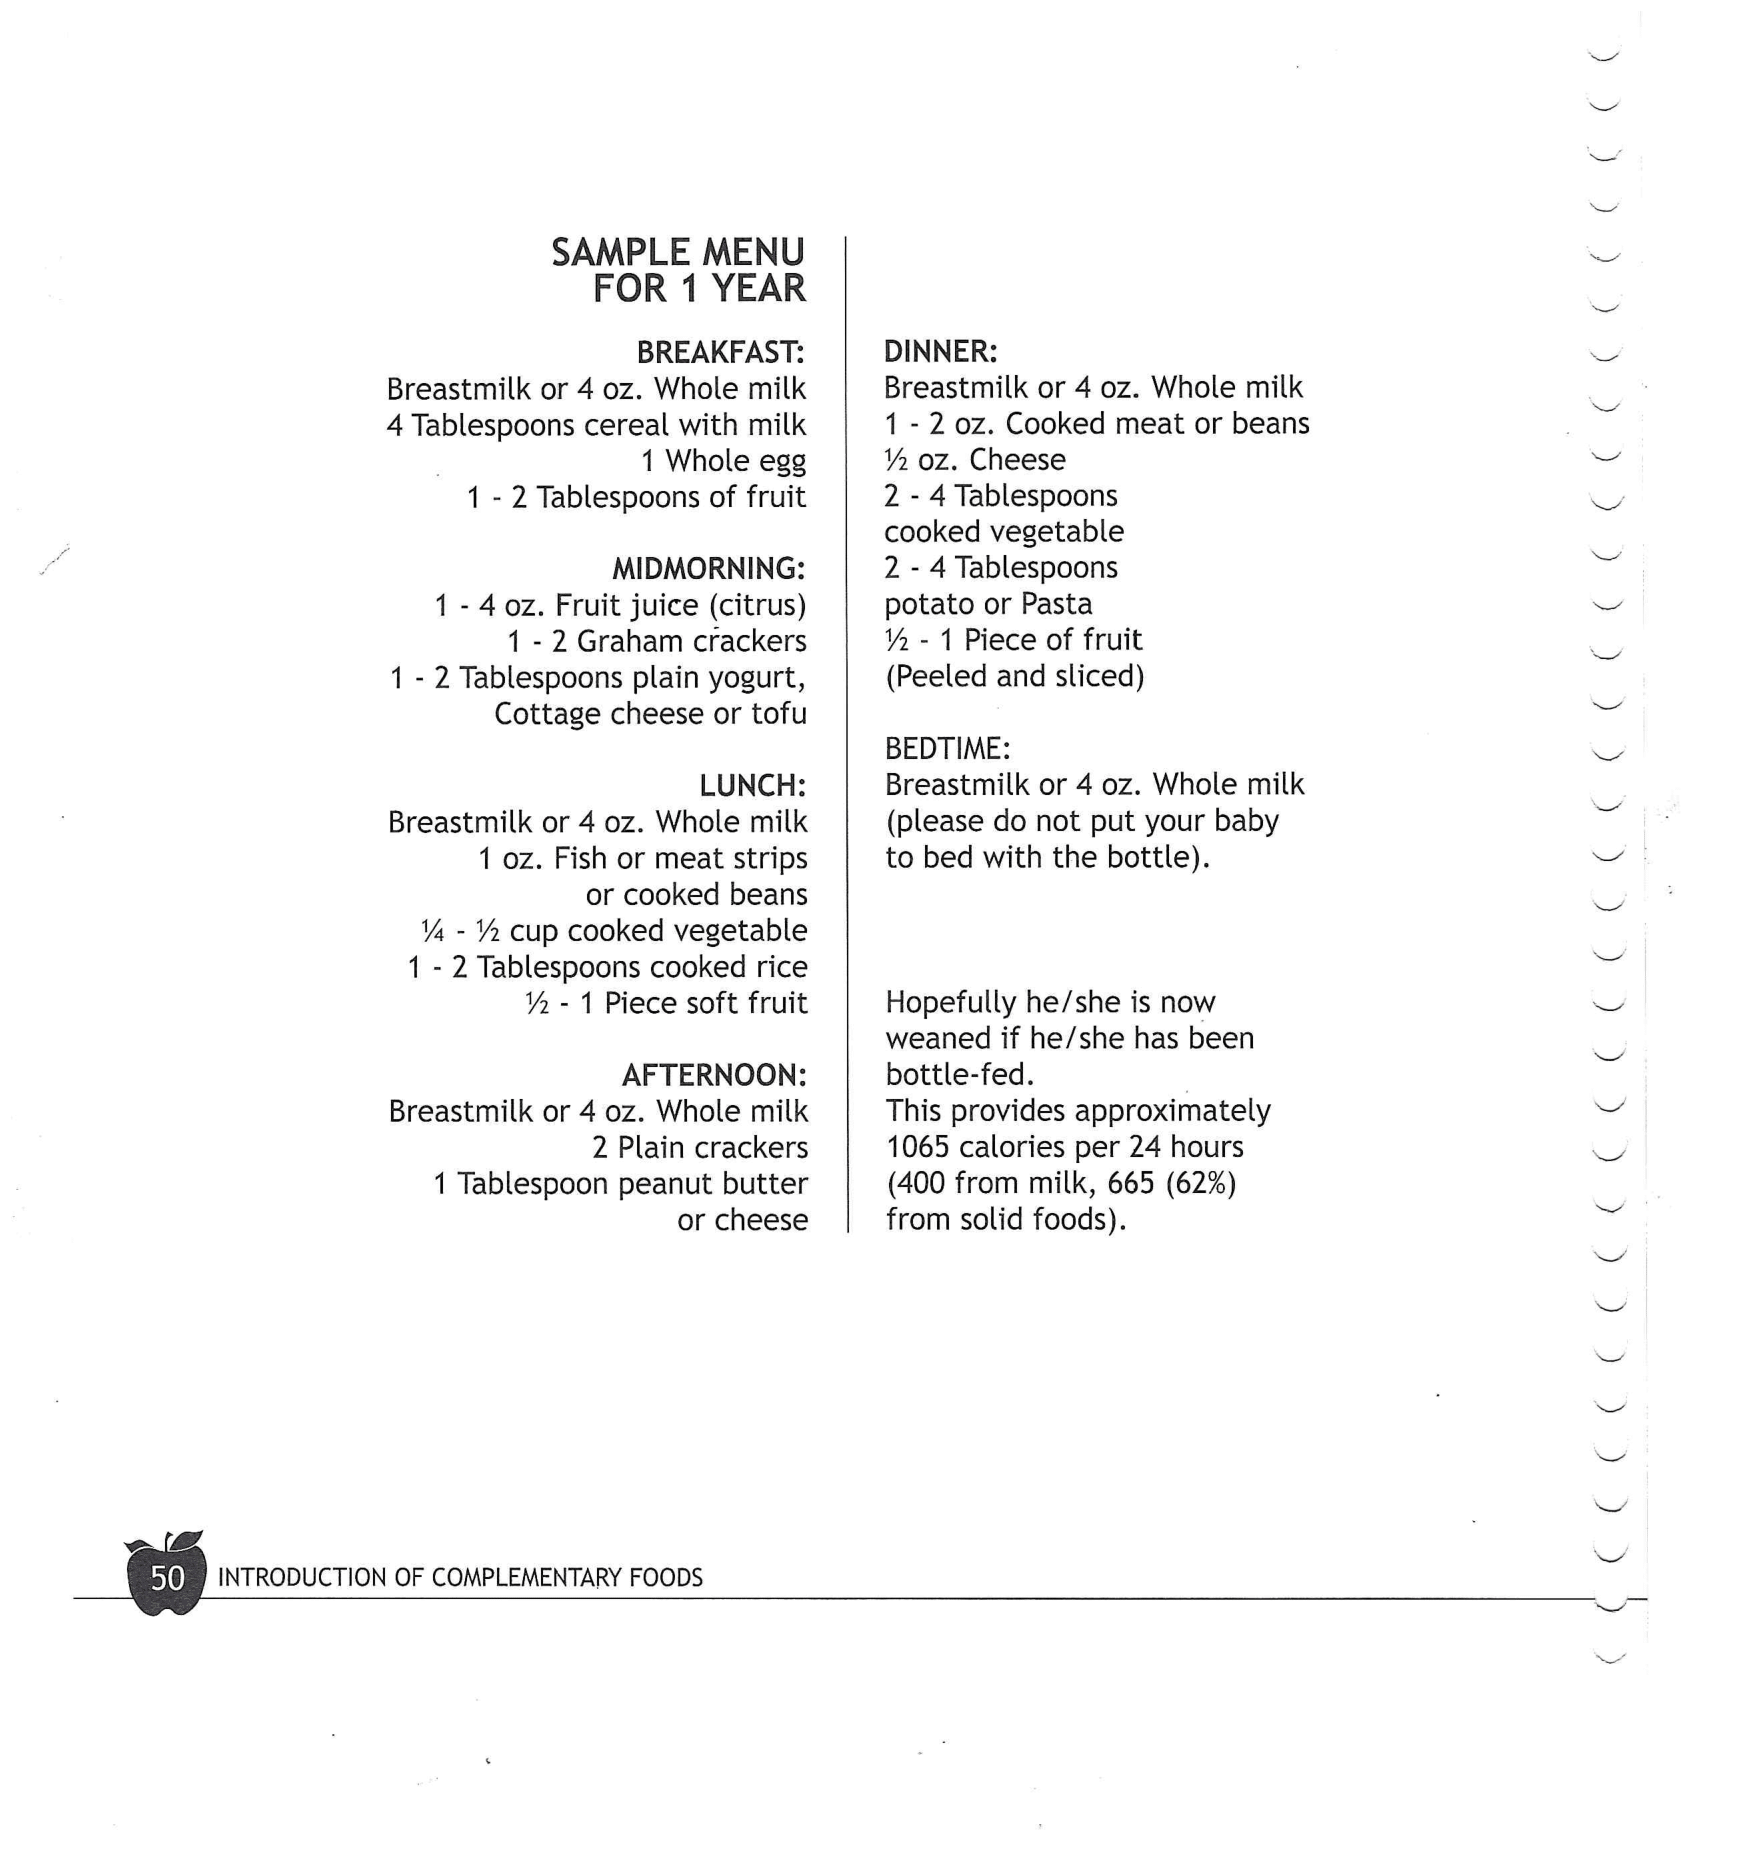 SAMPLE MENU
FOR 1 YEAR
BREAKFAST:
Breastmilk or 4 oz. Whole milk
4 Tablespoons cereal with milk
1 Whole egg
1 - 2 Tablespoons of fruit
MIDMORNING:
1 - 4 oz. Fruit juice (citrus)
1 - 2 Graham crackers
1 - 2 Tablespoons plain yogurt,
Cottage cheese or tofu
LUNCH:
Breastmilk or 4 oz. Whole milk
1 oz. Fish or meat strips
or cooked beans
¼ - ½ cup cooked vegetable
1 - 2 Tablespoons cooked rice
½ - 1 Piece soft fruit
AFTERNOON:
Breastmilk or 4 oz. Whole milk
2 Plain crackers
1 Tablespoon peanut butter
or cheese
DINNER:
Breastmilk or 4 oz. Whole milk
1 - 2 oz. Cooked meat or beans
½ oz. Cheese
2 - 4 Tablespoons
cooked vegetable
2 - 4 Tablespoons
potato or Pasta
½ - 1 Piece of fruit
(Peeled and sliced)
BEDTIME:
Breastmilk or 4 oz. Whole milk
(please do not put your baby
to bed with the bottle).
Hopefully he/she is now
weaned if he/she has been
bottle-fed.
This provides approximately
1065 calories per 24 hours
(400 from milk, 665 (62%)
from solid foods).
50 INTRODUCTION OF COMPLEMENTARY FOODS